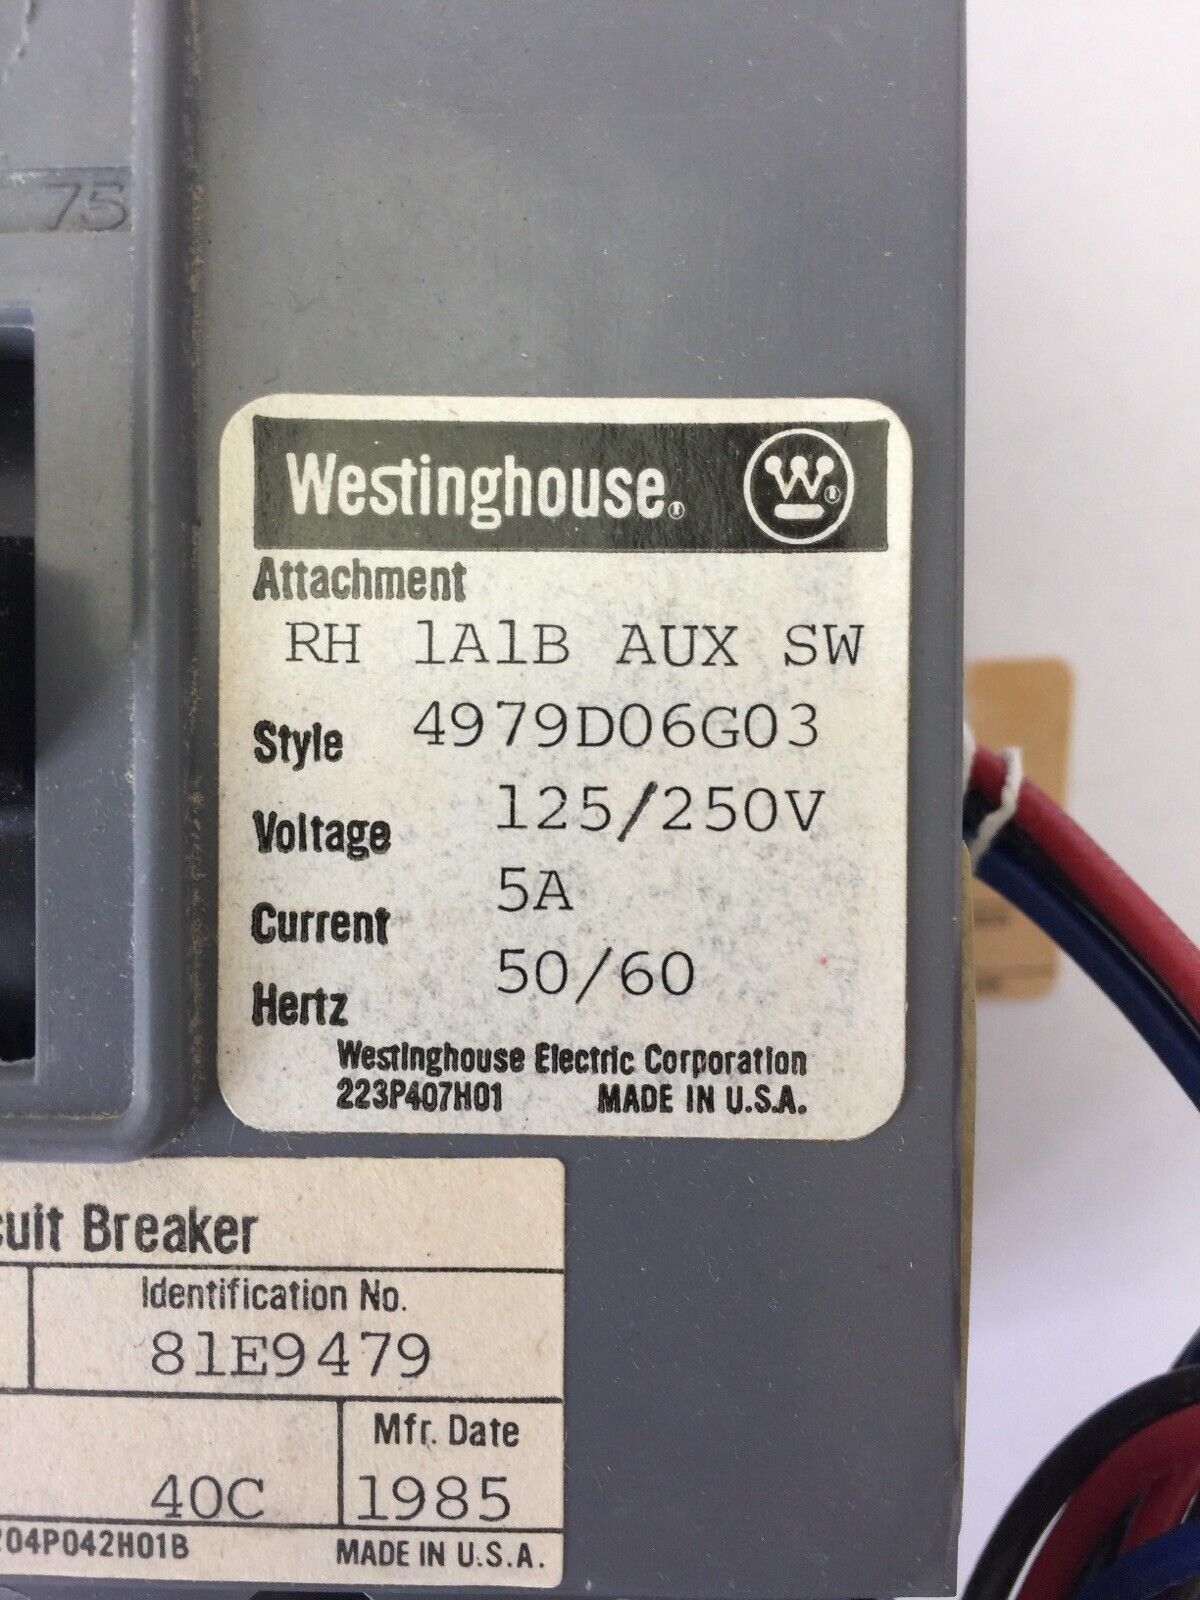 75
Westinghouse®
W®
Attachment
RH 1A1B AUX SW
Style 4979D06G03
Voltage 125/250V
Current 5A
Hertz 50/60
Westinghouse Electric Corporation
223P407H01 MADE IN U.S.A.
cuit Breaker
Identification No.
81E9479
Mfr. Date
40C 1985
204P042H01B MADE IN U.S.A.